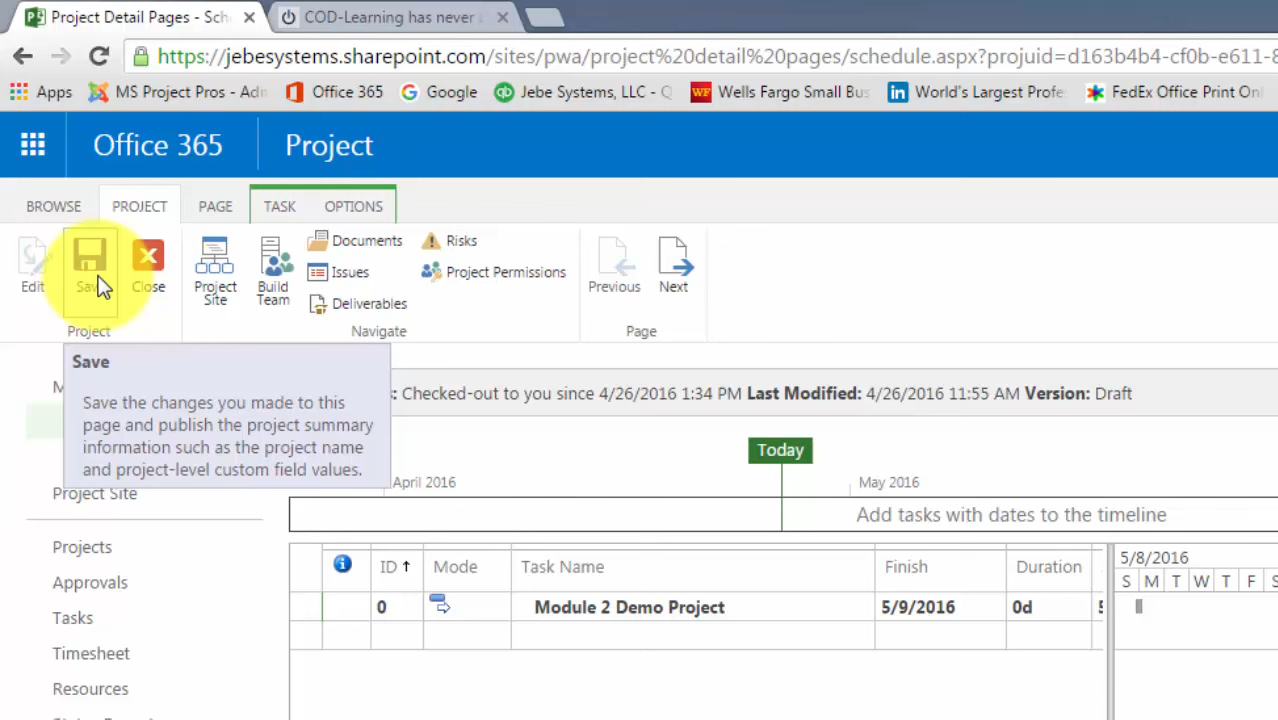 Project Detail Pages - Sch
COD-Learning has never
https://jebesystems.sharepoint.com/sites/pwa/project%20detail%20pages/schedule.aspx?projuid=d163b4b4-cf0b-e611-8
Apps MS Project Pros - Adm Office 365 Google Jebe Systems, LLC - Q WF Wells Fargo Small Bus in World's Largest Profe FedEx Office Print Onl
Office 365 Project
BROWSE PROJECT PAGE TASK OPTIONS
Edit Save Close
Project Site
Build Team
Documents
Issues
Deliverables
Risks
Project Permissions
Previous Next
Project Navigate Page
Save
Save the changes you made to this
page and publish the project summary
information such as the project name
and project-level custom field values.
Checked-out to you since 4/26/2016 1:34 PM Last Modified: 4/26/2016 11:55 AM Version: Draft
Today
April 2016 May 2016
Add tasks with dates to the timeline
Project Site
Projects
Approvals
Tasks
Timesheet
Resources
ID Mode Task Name Finish Duration 5/8/2016
S M T W T F S
0 Module 2 Demo Project 5/9/2016 0d